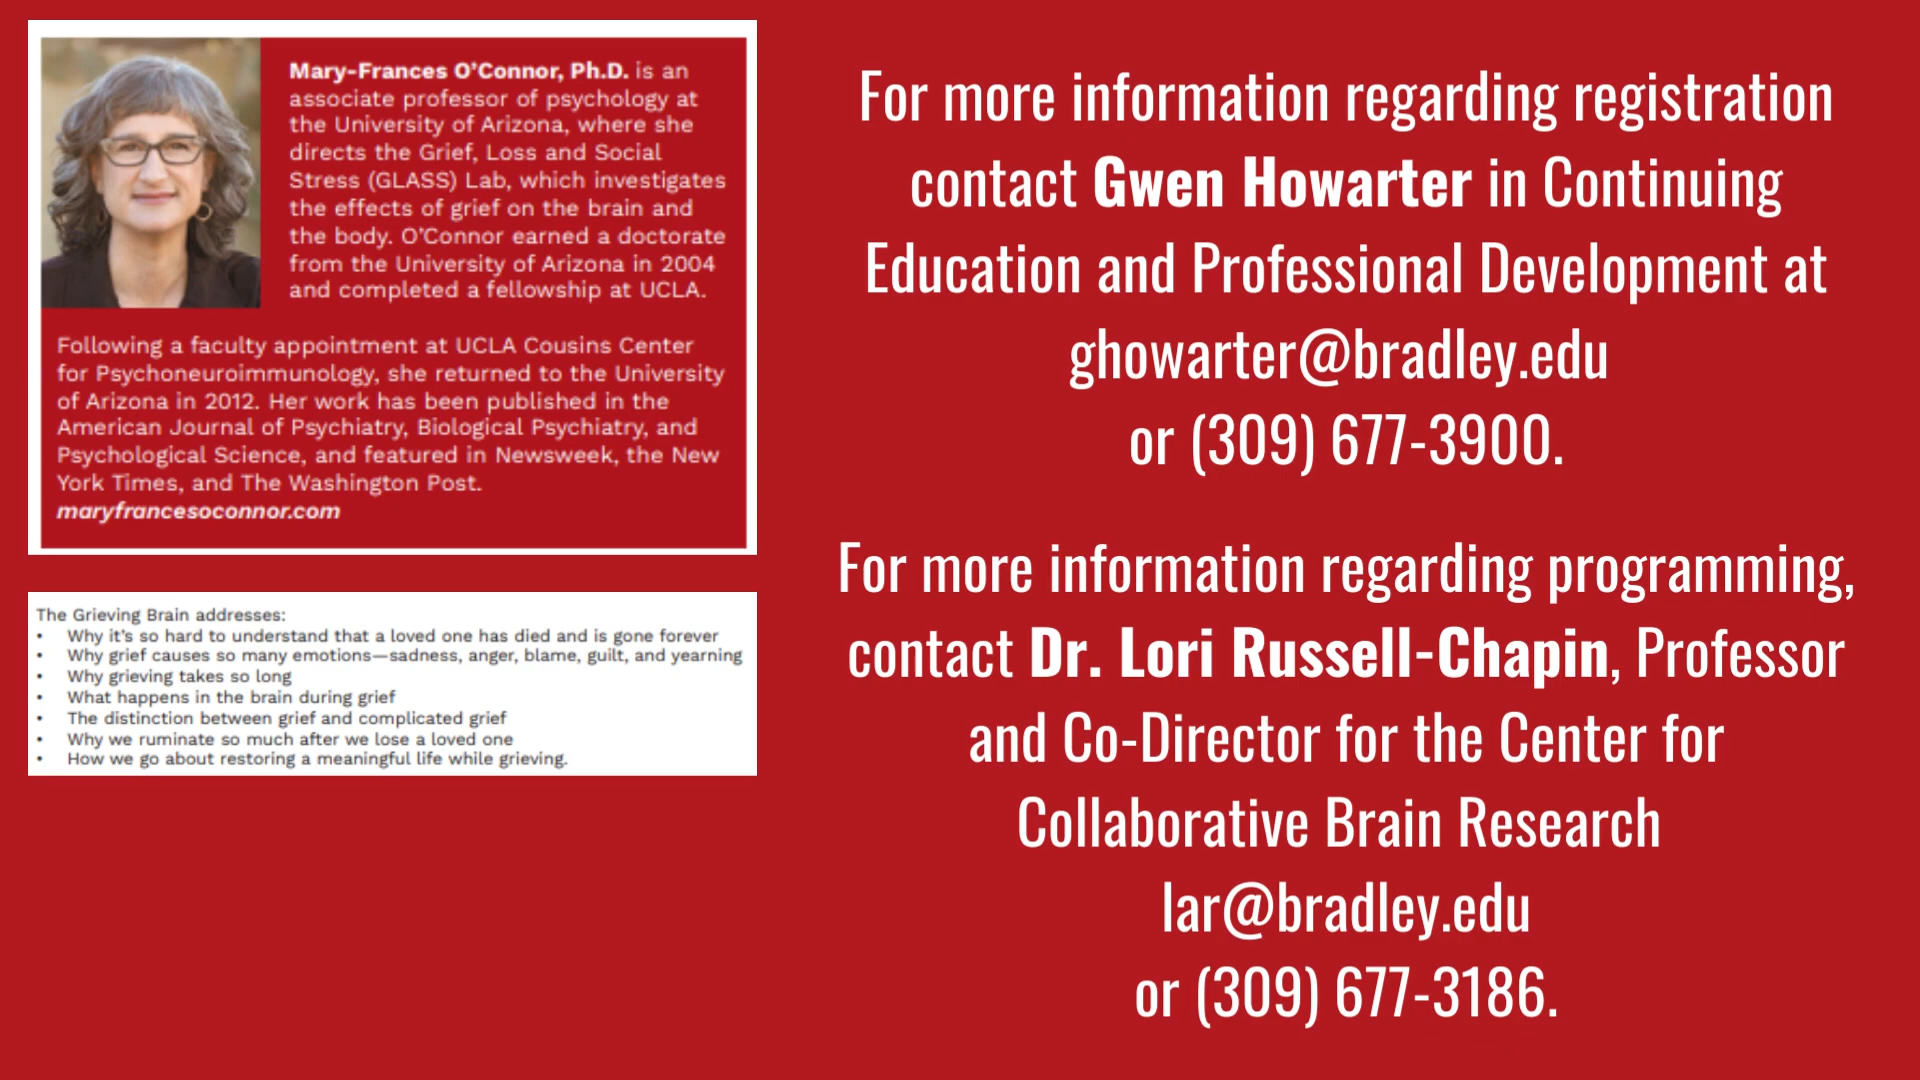 Mary-Frances O'Connor, Ph.D. is an
associate professor of psychology at
the University of Arizona, where she
directs the Grief, Loss and Social
Stress (GLASS) Lab, which investigates
the effects of grief on the brain and
the body. O'Connor earned a doctorate
from the University of Arizona in 2004
and completed a fellowship at UCLA.
Following a faculty appointment at UCLA Cousins Center
for Psychoneuroimmunology, she returned to the University
of Arizona in 2012. Her work has been published in the
American Journal of Psychiatry, Biological Psychiatry, and
Psychological Science, and featured in Newsweek, the New
York Times, and The Washington Post.
maryfrancesoconnor.com
The Grieving Brain addresses:
• Why it's so hard to understand that a loved one has died and is gone forever
• Why grief causes so many emotions—sadness, anger, blame, guilt, and yearning
• Why grieving takes so long
• What happens in the brain during grief
• The distinction between grief and complicated grief
• Why we ruminate so much after we lose a loved one
• How we go about restoring a meaningful life while grieving.
For more information regarding registration
contact Gwen Howarter in Continuing
Education and Professional Development at
ghowarter@bradley.edu
or (309) 677-3900.
For more information regarding programming,
contact Dr. Lori Russell-Chapin, Professor
and Co-Director for the Center for
Collaborative Brain Research
lar@bradley.edu
or (309) 677-3186.